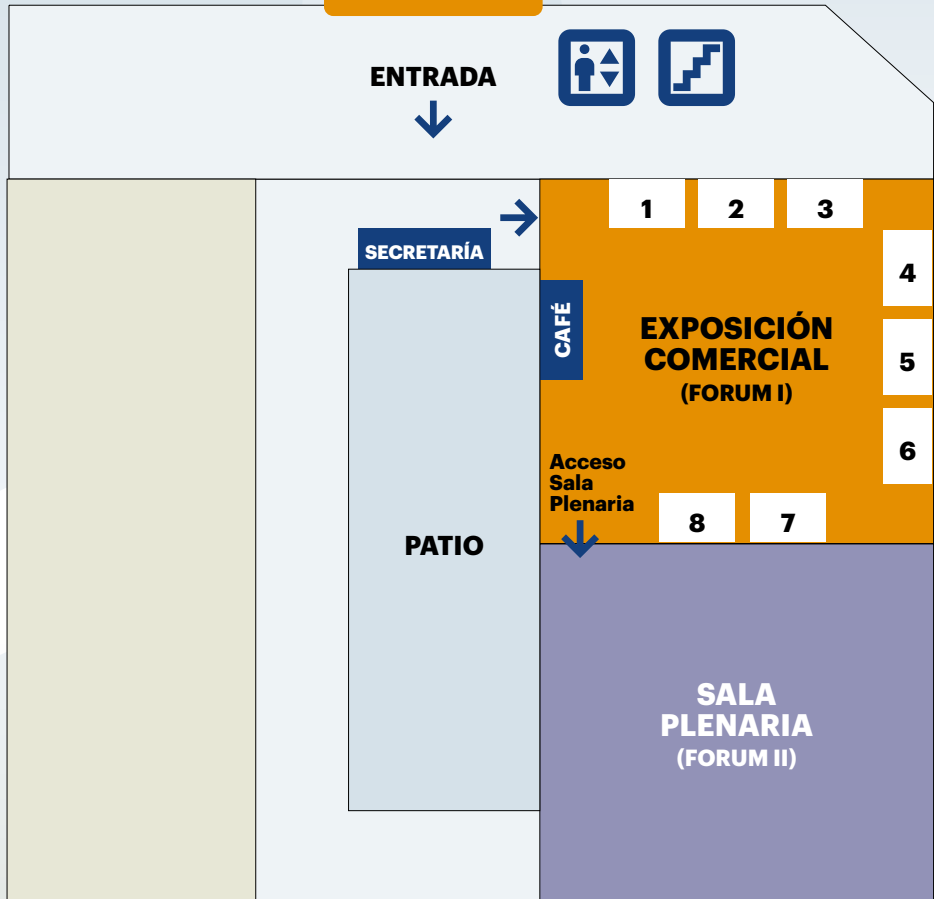 ENTRADA
SECRETARÍA
1
2
3
4
5
6
CAFÉ
EXPOSICIÓN
COMERCIAL
(FORUM I)
Acceso
Sala
Plenaria
8
7
PATIO
SALA
PLENARIA
(FORUM II)